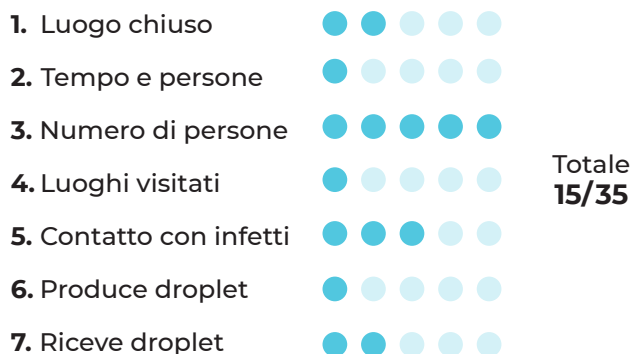 1. Luogo chiuso
2. Tempo e persone
3. Numero di persone
4. Luoghi visitati
5. Contatto con infetti
6. Produce droplet
7. Riceve droplet
Totale
15/35